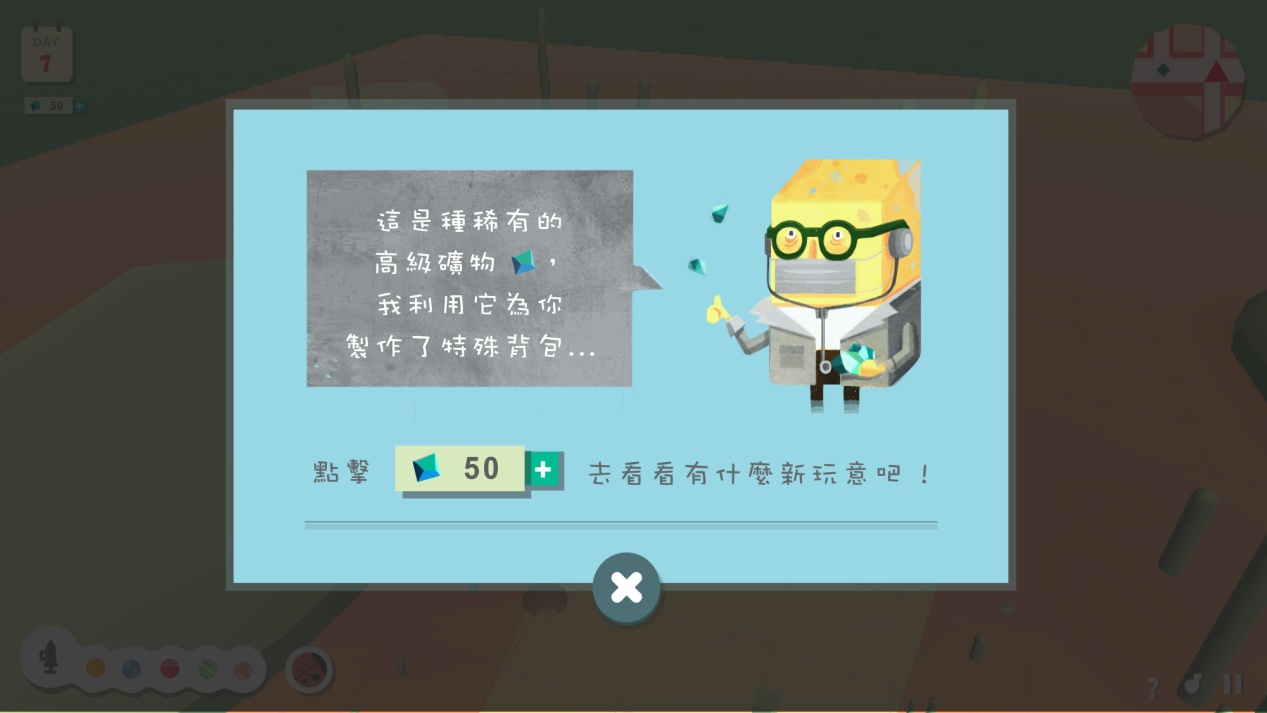 DAY
7
50
這是種稀有的
高級礦物 ，
我利用它為你
製作了特殊背包...
點擊 50 + 去看看有什麼新玩意吧！
?